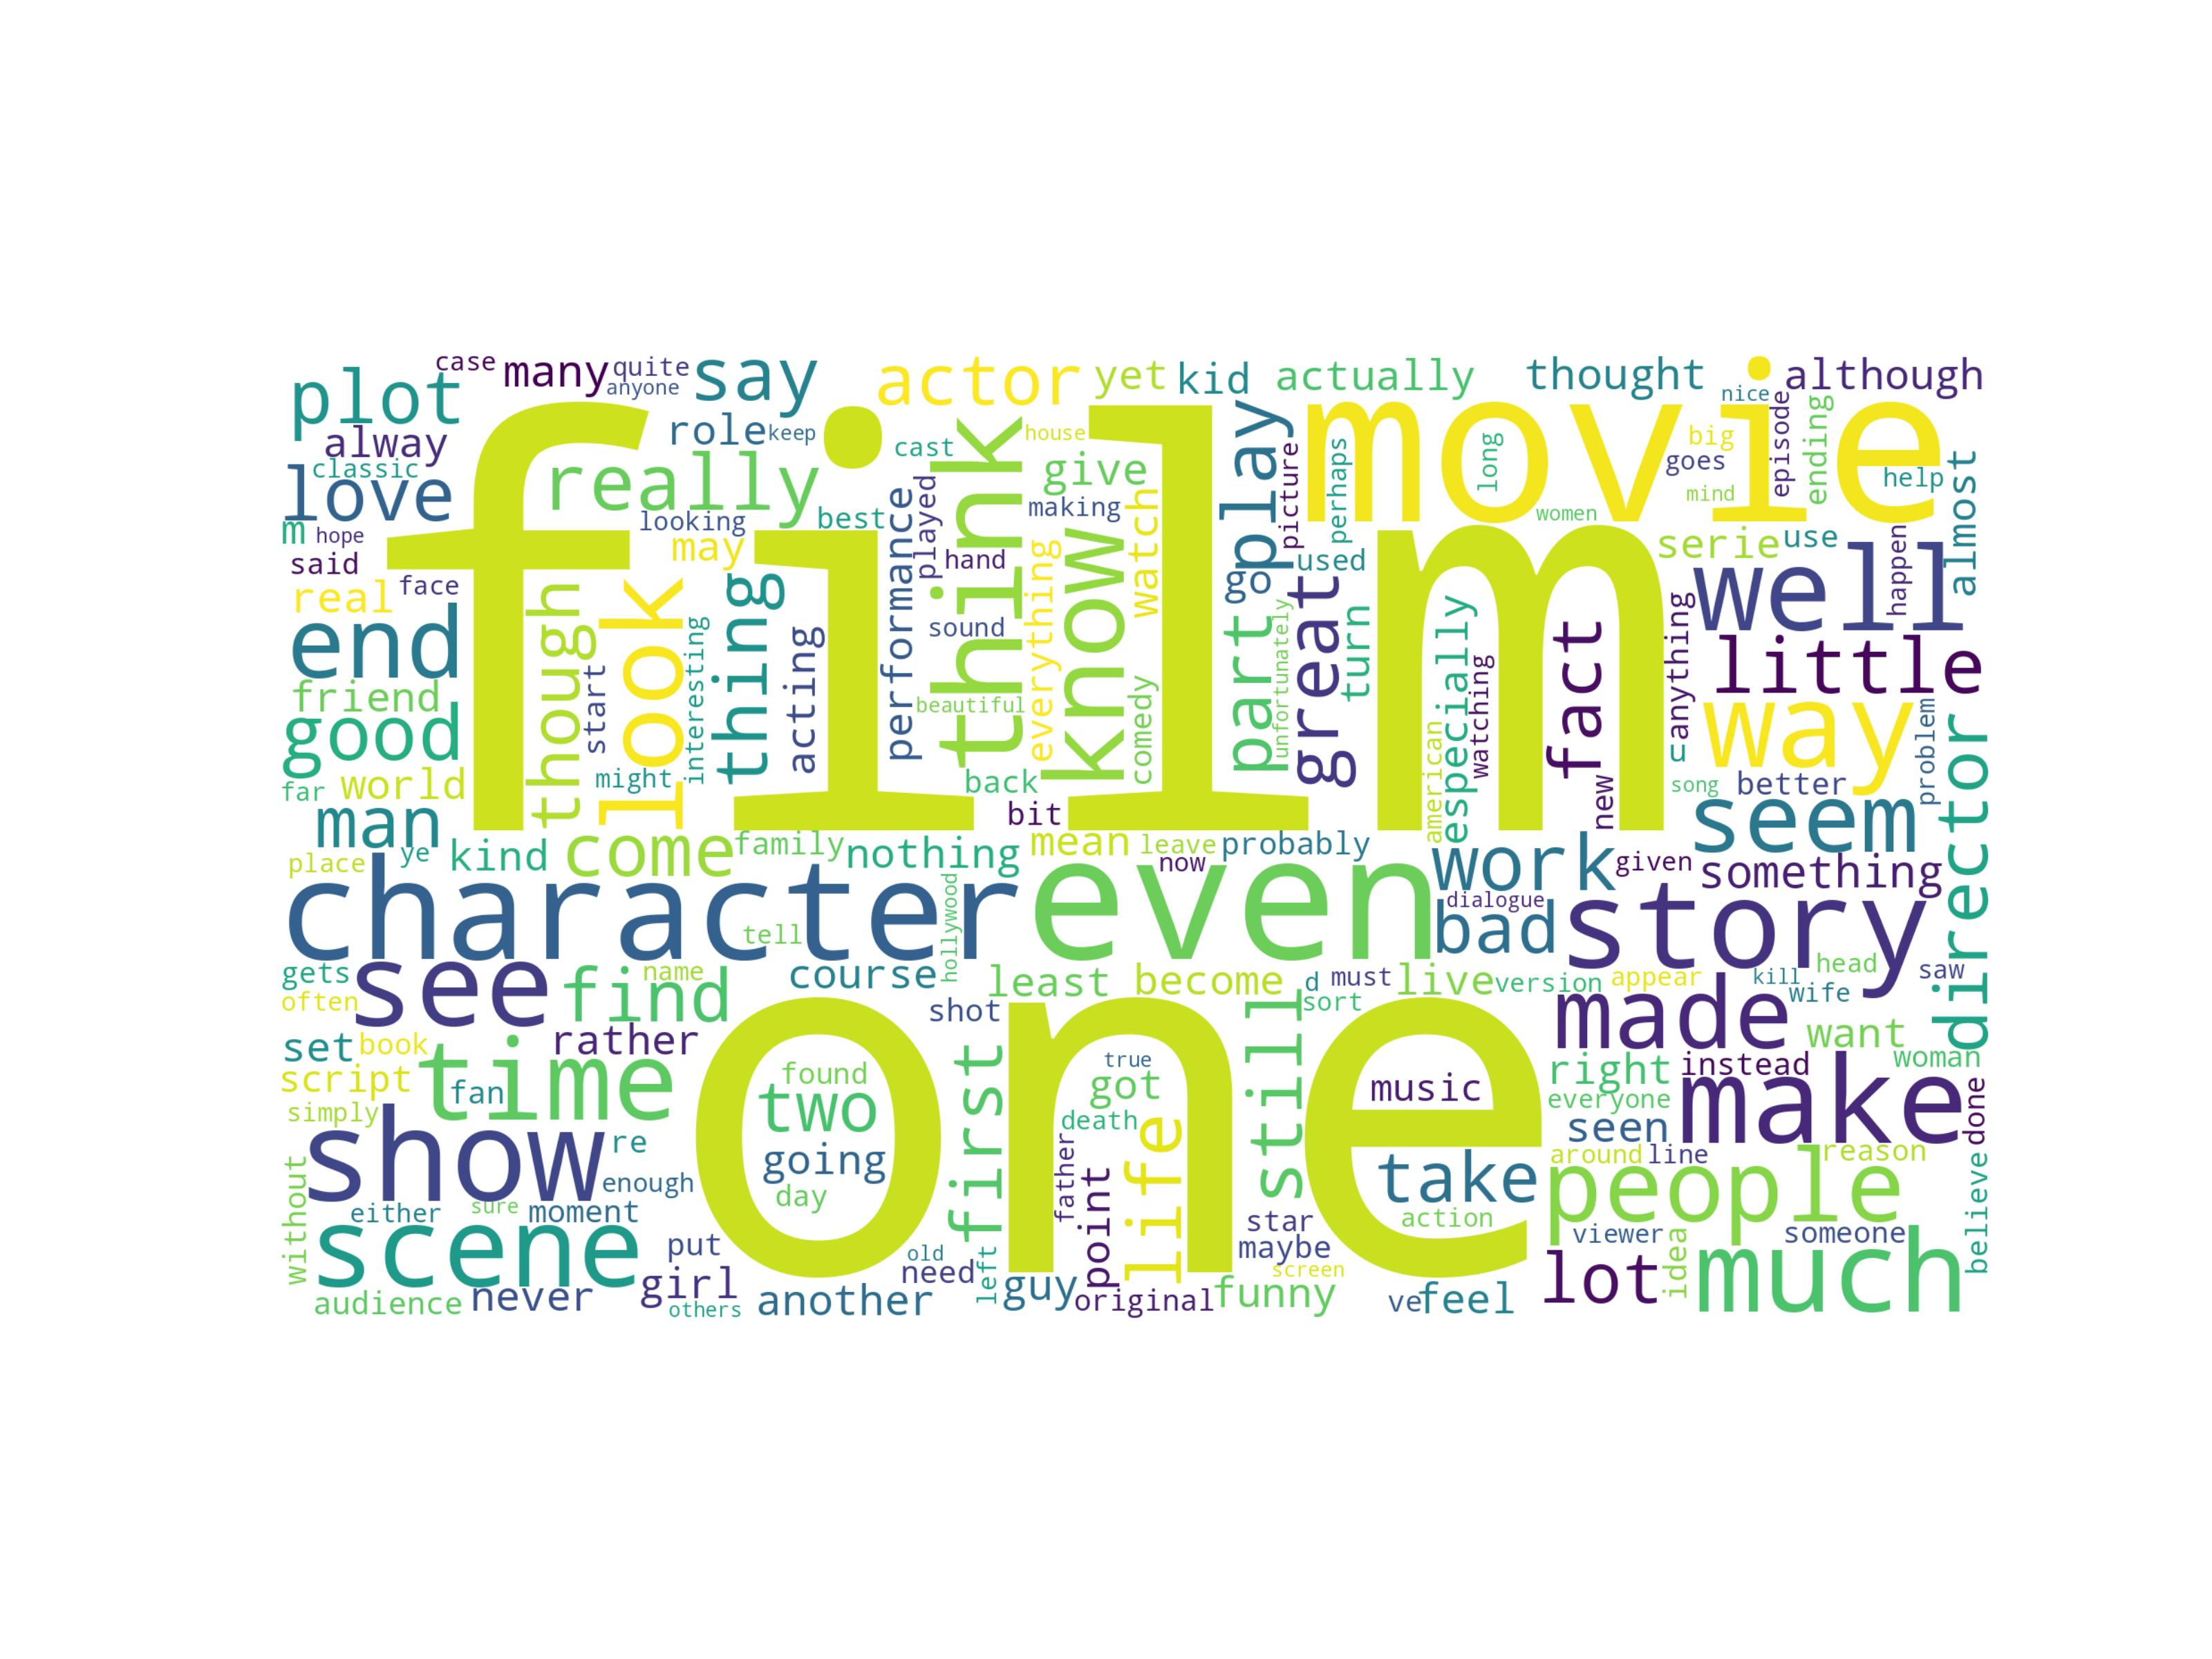 case many quite say actor yet kid actually thought nice although
plot anyone movie
alway role keep cast house play big episode ending
classic really think give picture perhaps long goes help almost
love film looking best performance played making watch women mind
m hope may hand everything know go used serie use well happen
said face
real though look thing acting sound part great turn especially fact anything little
end start interesting beautiful comedy unfortunately watching u
friend
good might back american new song better way problem director
far world bit
man ye kind come family nothing mean leave probably work seem
place now given something
character tell hollywood even dialogue bad story
gets see find name course least become d must live version appear kill head saw
often shot sort wife
set book rather made want
script time fan found true still music right instead woman
simply two first got everyone make done
show re going death father seen
without enough day point life take around line reason people believe
either sure moment one star action viewer someone
scene put old left maybe lot idea much
girl need screen
audience never others another guy original funny ve feel